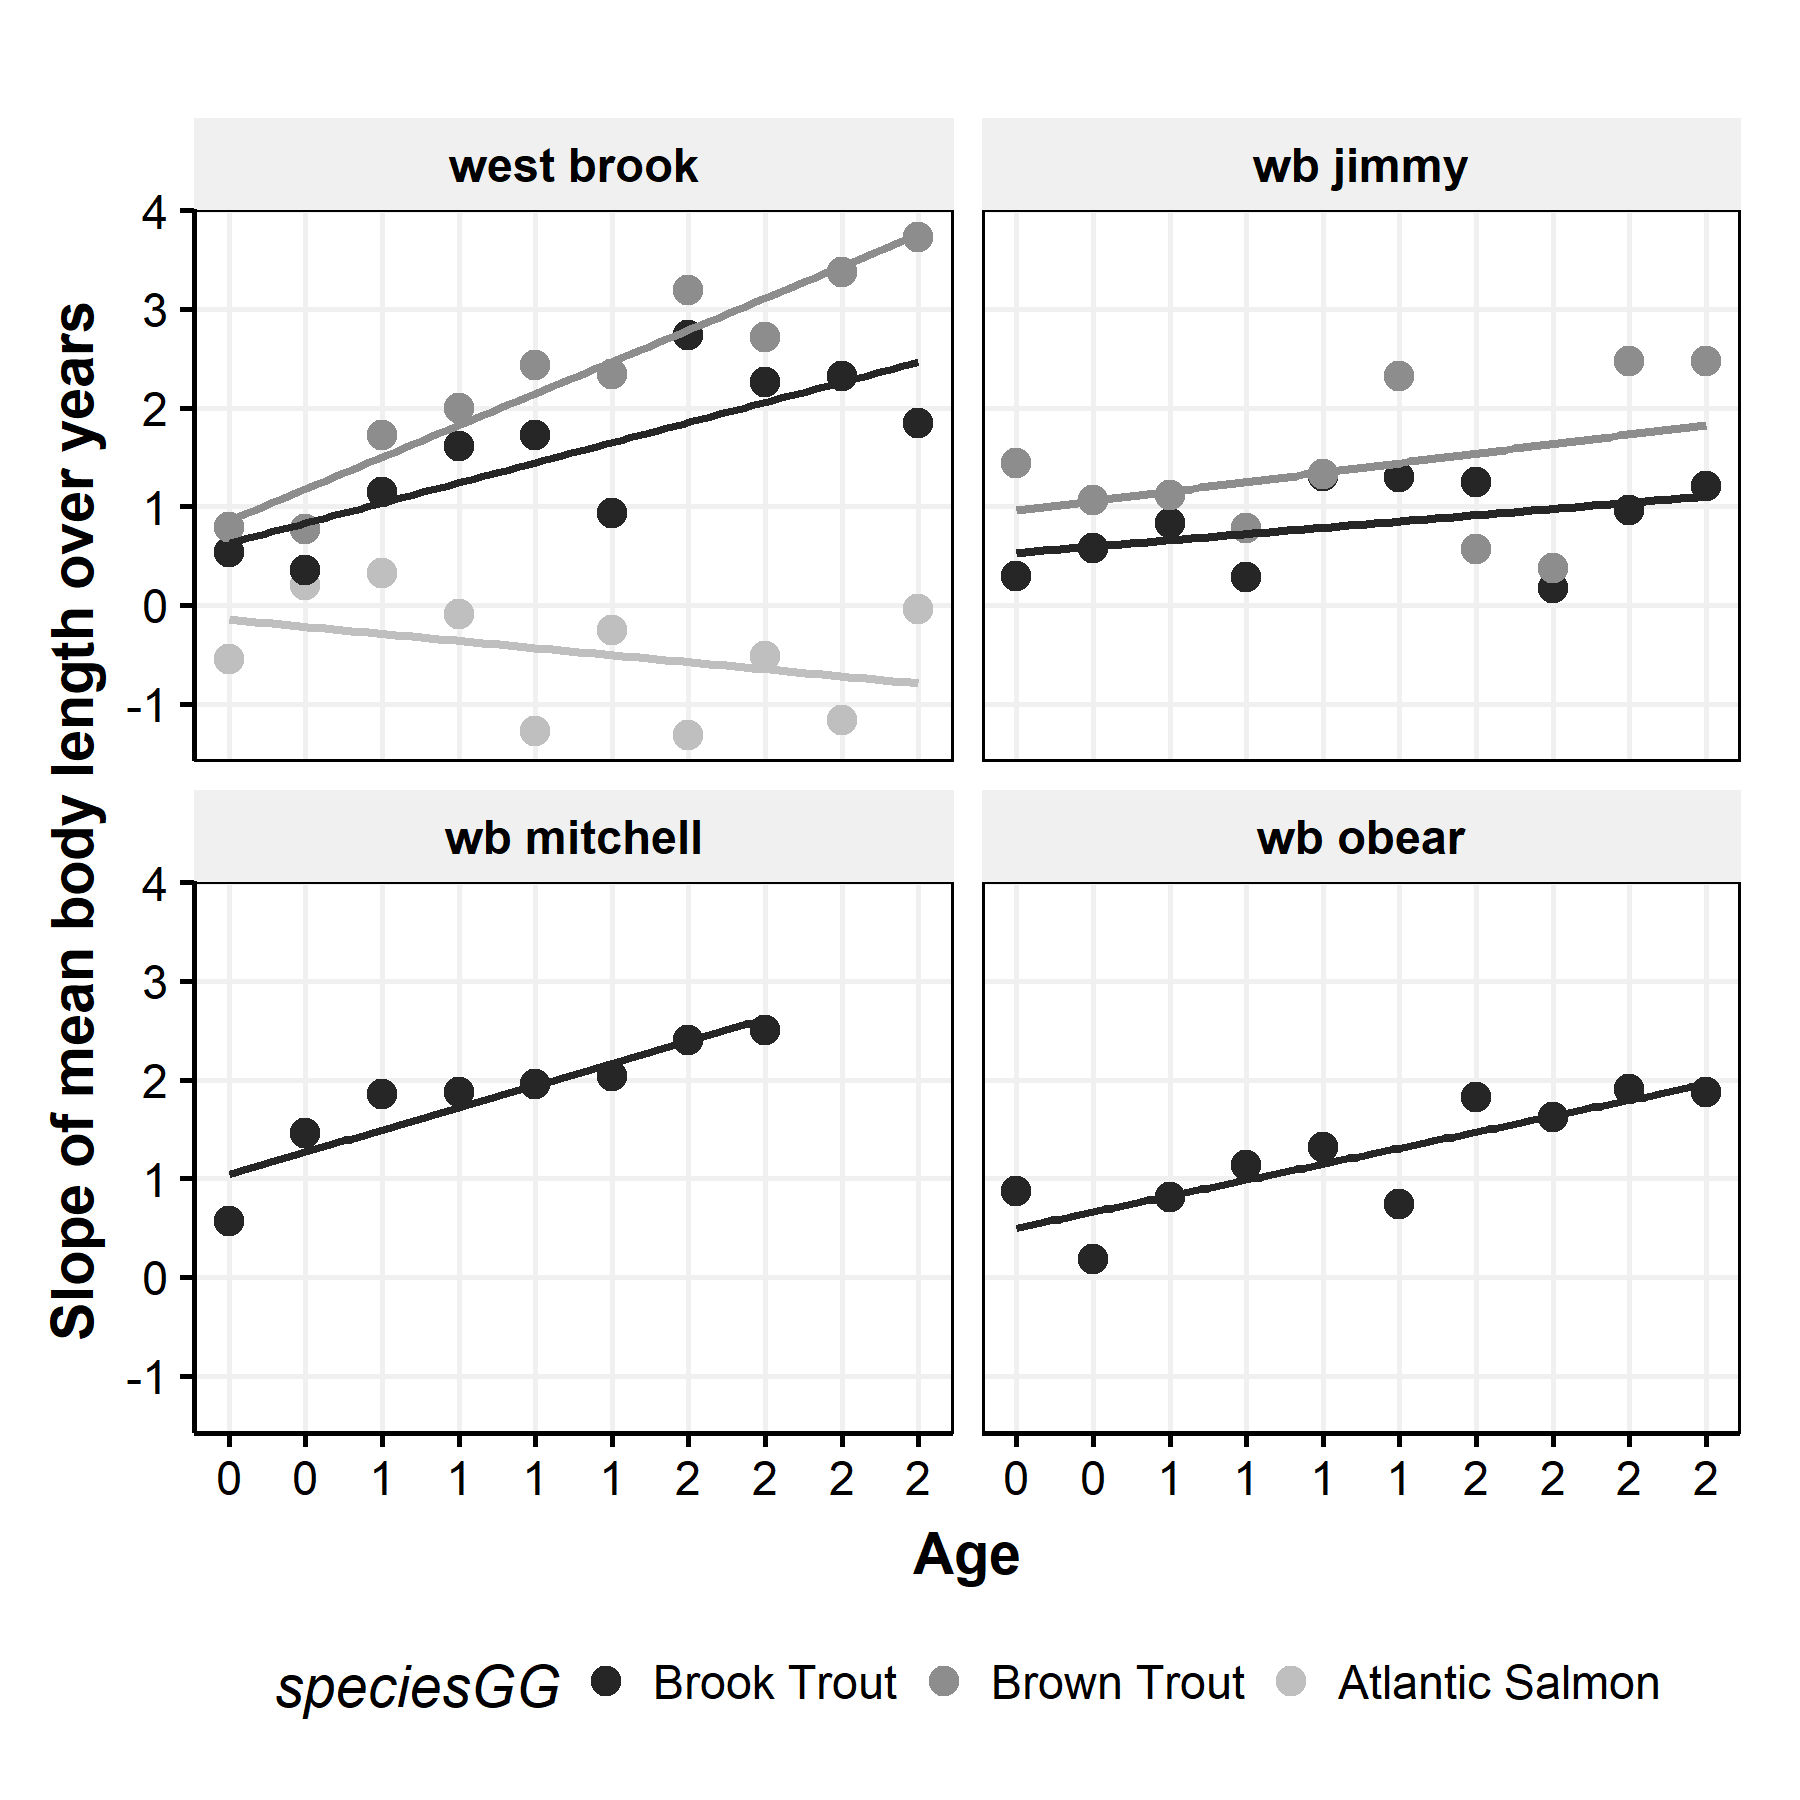 west brook
wb jimmy
4
3
2
1
0
-1
wb mitchell
wb obear
4
3
2
1
0
-1
0 0 1 1 1 1 2 2 2 2
0 0 1 1 1 1 2 2 2 2
Slope of mean body length over years
Age
speciesGG Brook Trout Brown Trout Atlantic Salmon